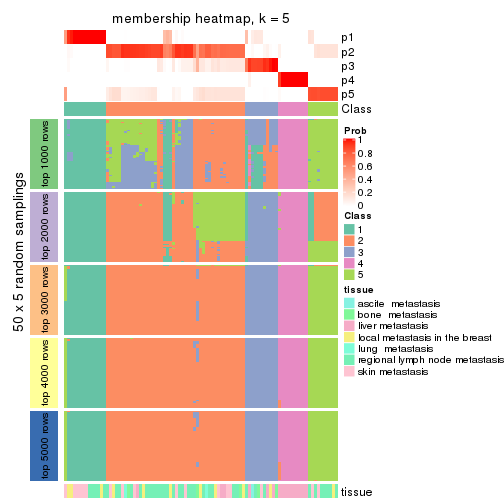 membership heatmap, k = 5
p1
p2
p3
p4
p5
Class
50 x 5 random samplings
top 1000 rows
top 2000 rows
top 3000 rows
top 4000 rows
top 5000 rows
tissue
Prob
1
0.8
0.6
0.4
0.2
0
Class
1
2
3
4
5
tissue
ascite metastasis
bone metastasis
liver metastasis
local metastasis in the breast
lung metastasis
regional lymph node metastasis
skin metastasis